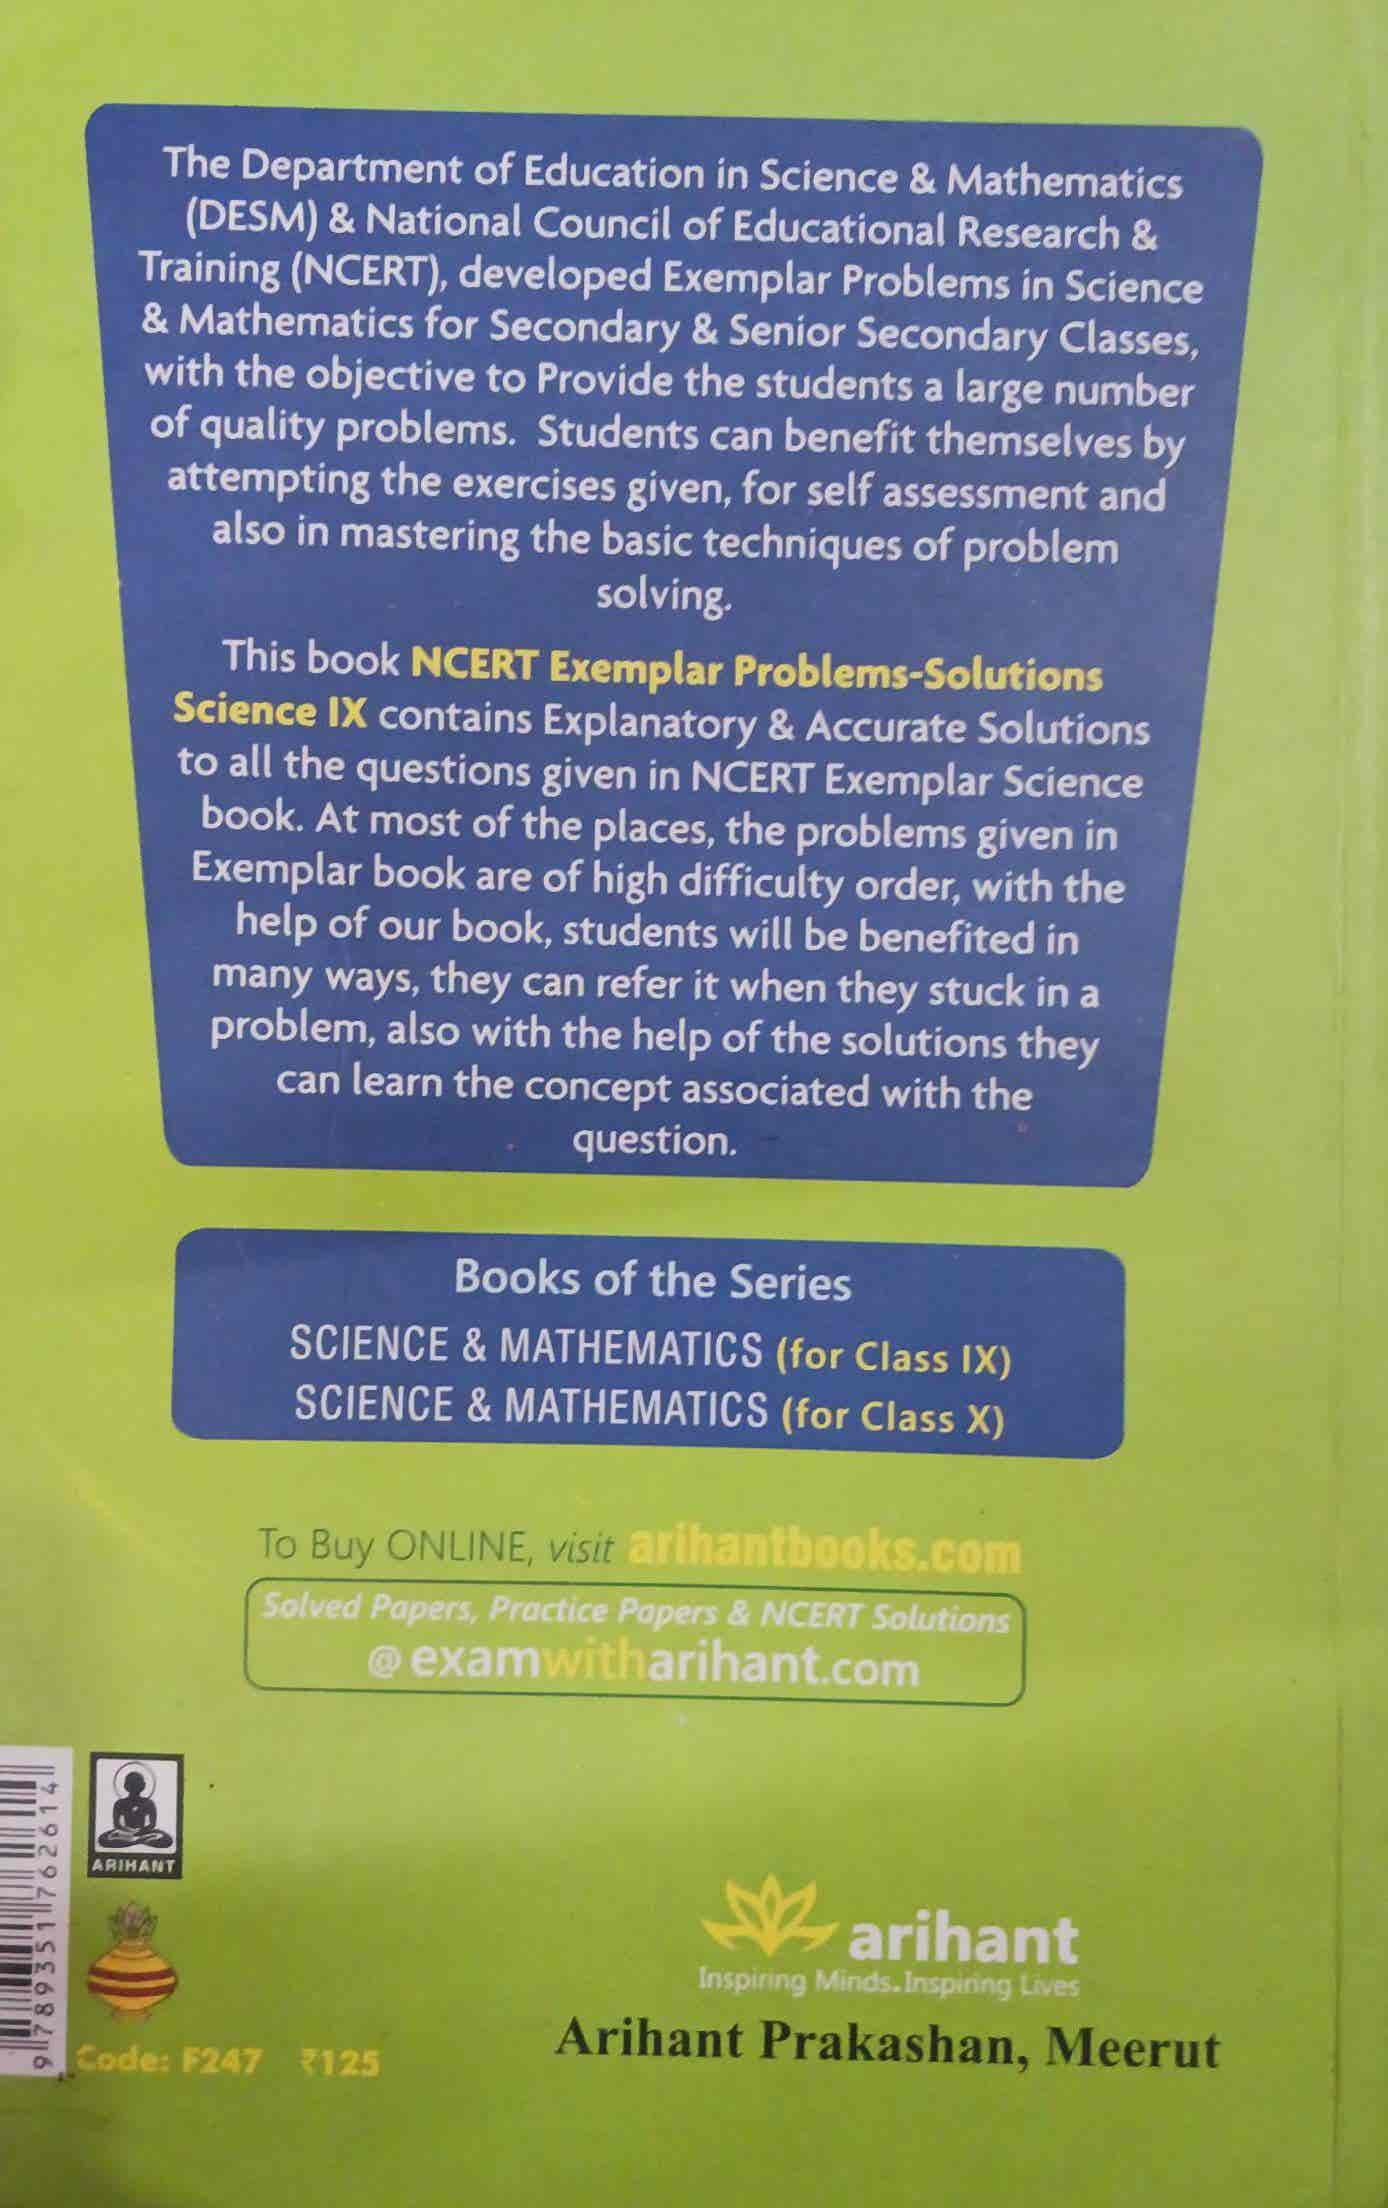 The Department of Education in Science & Mathematics
(DESM) & National Council of Educational Research &
Training (NCERT), developed Exemplar Problems in Science
& Mathematics for Secondary & Senior Secondary Classes,
with the objective to Provide the students a large number
of quality problems. Students can benefit themselves by
attempting the exercises given, for self assessment and
also in mastering the basic techniques of problem
solving.
This book NCERT Exemplar Problems-Solutions
Science IX contains Explanatory & Accurate Solutions
to all the questions given in NCERT Exemplar Science
book. At most of the places, the problems given in
Exemplar book are of high difficulty order, with the
help of our book, students will be benefited in
many ways, they can refer it when they stuck in a
problem, also with the help of the solutions they
can learn the concept associated with the
question.
Books of the Series
SCIENCE & MATHEMATICS (for Class IX)
SCIENCE & MATHEMATICS (for Class X)
To Buy ONLINE, visit arihantbooks.com
Solved Papers, Practice Papers & NCERT Solutions
@ examwitharihant.com
9 789351 762614
ARIHANT
arihant
Inspiring Minds. Inspiring Lives
Arihant Prakashan, Meerut
Code: F247 ₹125